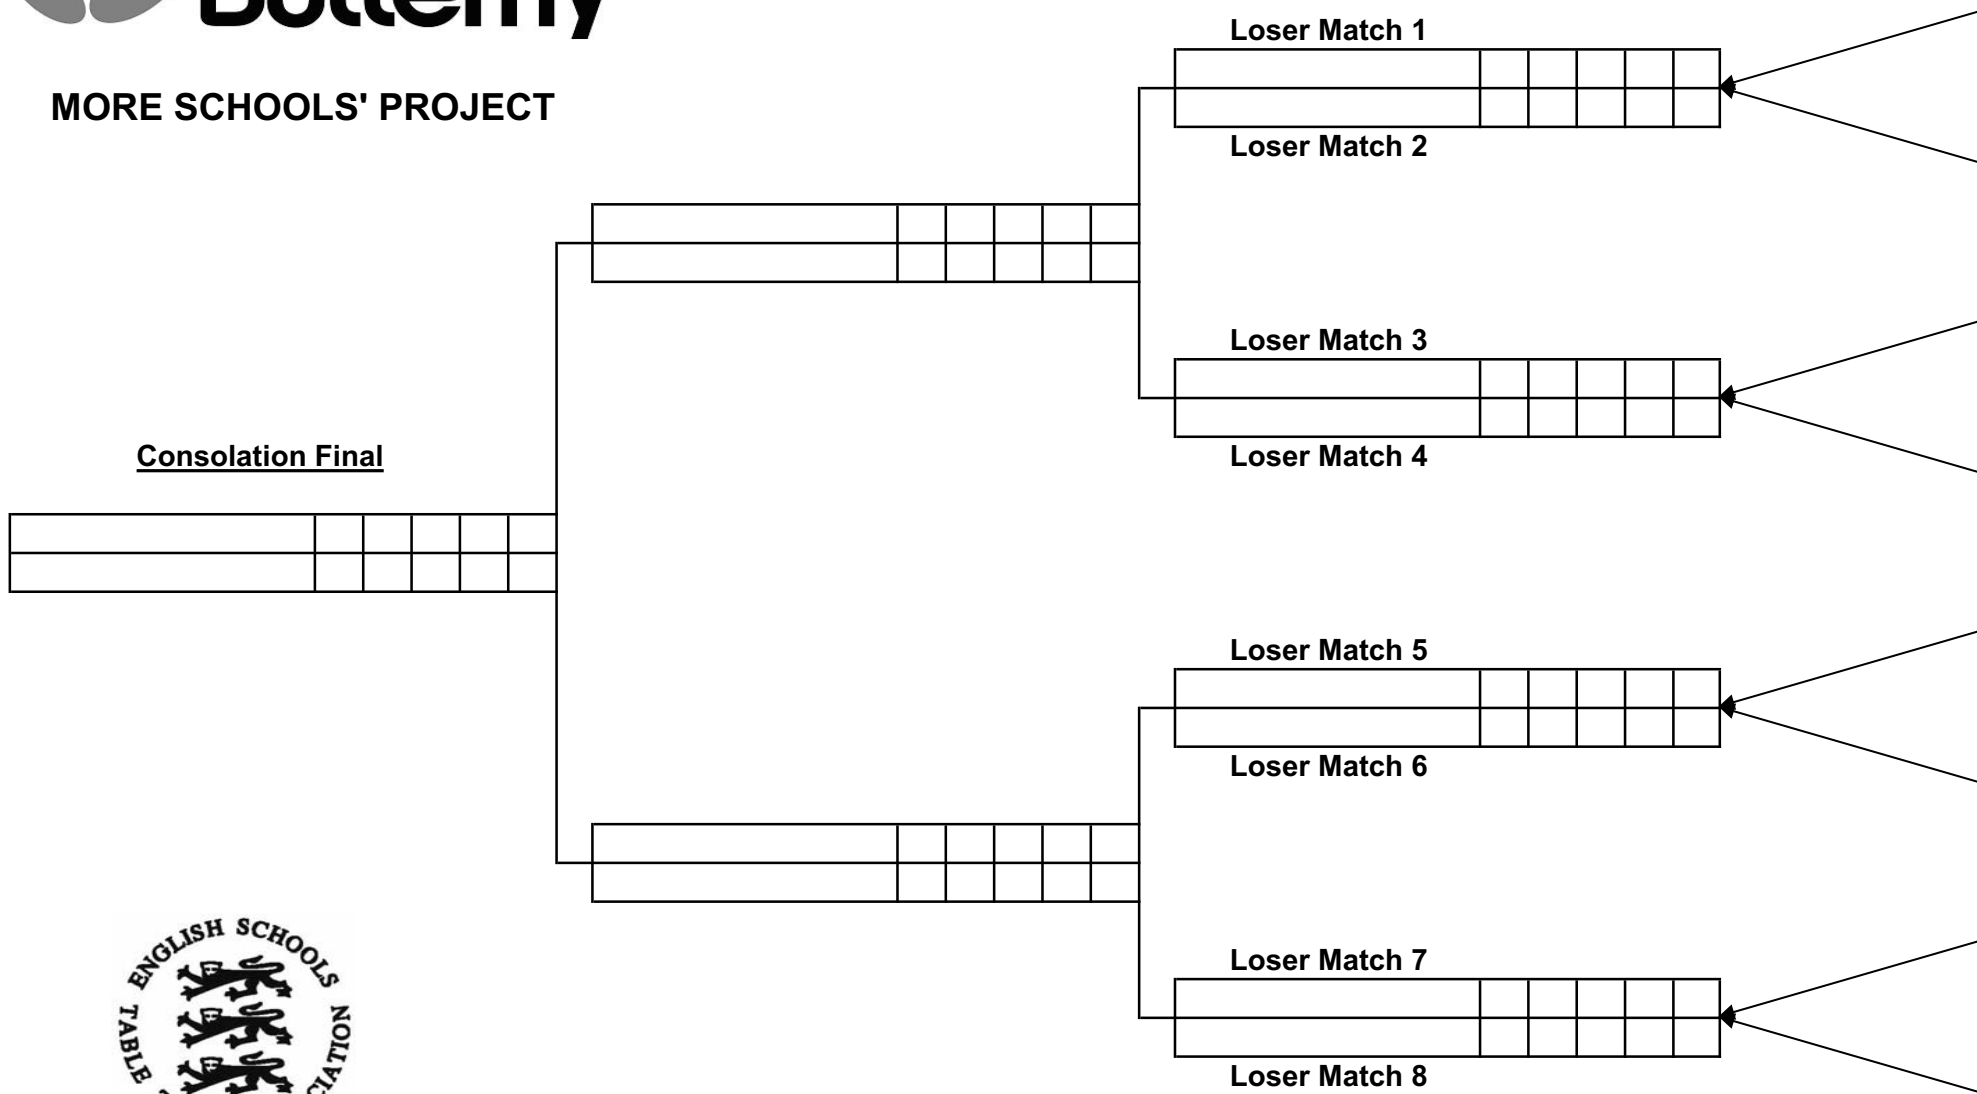 Butterfly
MORE SCHOOLS' PROJECT
Loser Match 1
Loser Match 2
Loser Match 3
Loser Match 4
Consolation Final
Loser Match 5
Loser Match 6
Loser Match 7
Loser Match 8
TABLE ENGLISH SCHOOLS